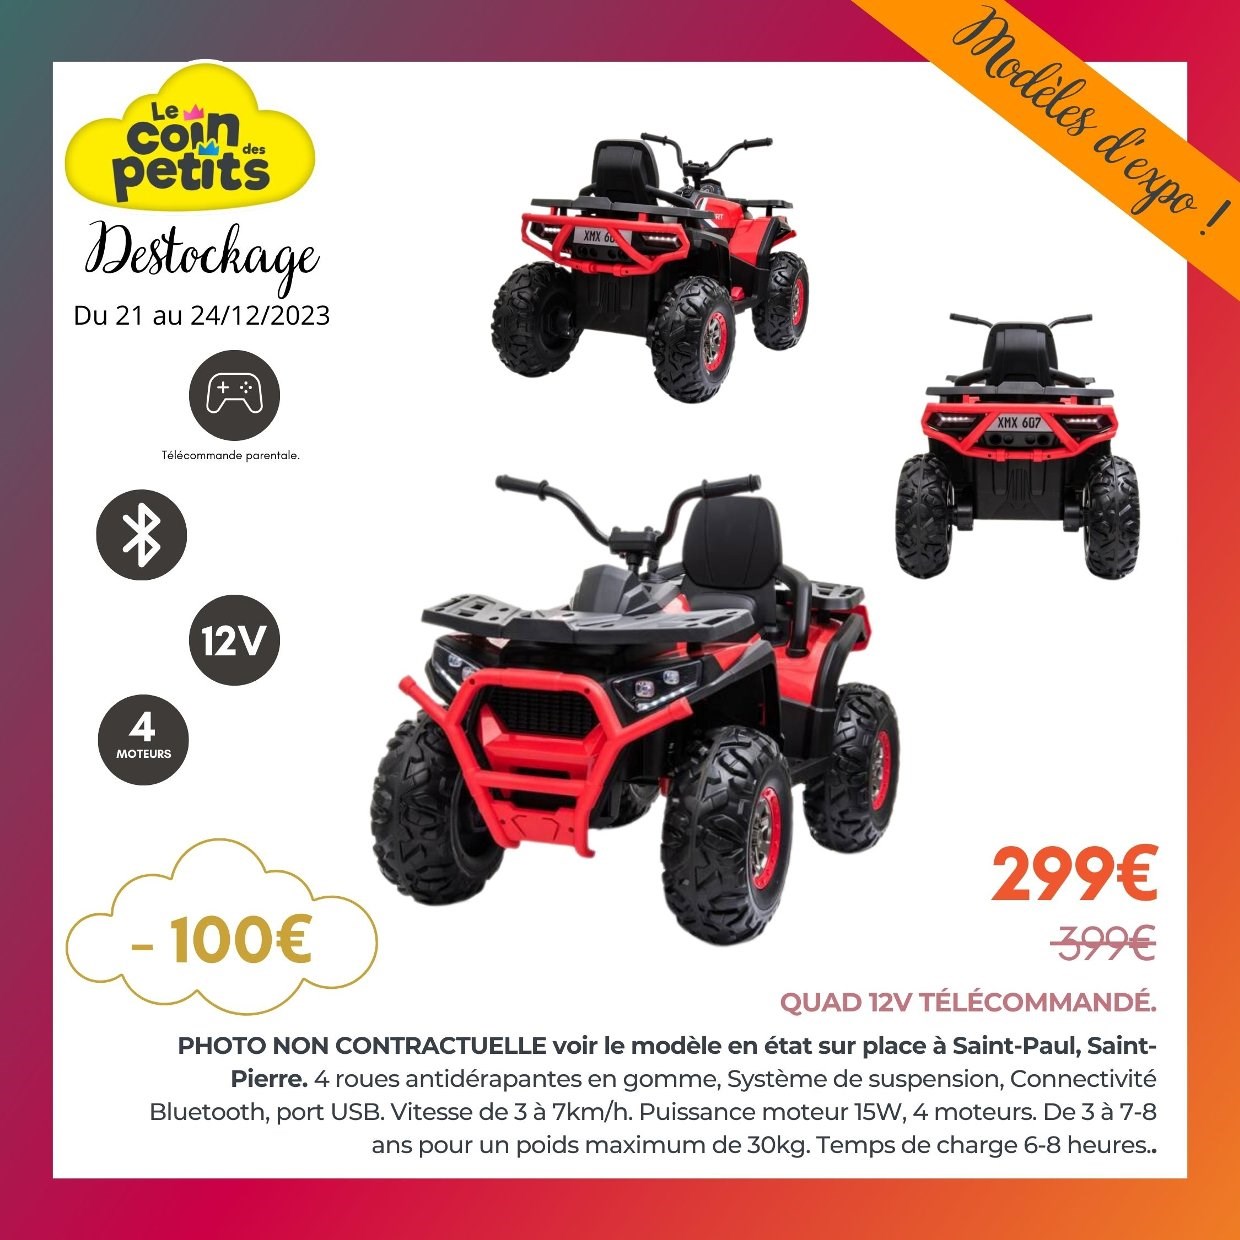 Modèles d'expo !
Le
coin
des
petits
Destockage
Du 21 au 24/12/2023
Télécommande parentale.
12V
4
MOTEURS
XMX 60
RT
XMX 607
- 100€
299€
399€
QUAD 12V TÉLÉCOMMANDÉ.
PHOTO NON CONTRACTUELLE voir le modèle en état sur place à Saint-Paul, Saint-
Pierre. 4 roues antidérapantes en gomme, Système de suspension, Connectivité
Bluetooth, port USB. Vitesse de 3 à 7km/h. Puissance moteur 15W, 4 moteurs. De 3 à 7-8
ans pour un poids maximum de 30kg. Temps de charge 6-8 heures..